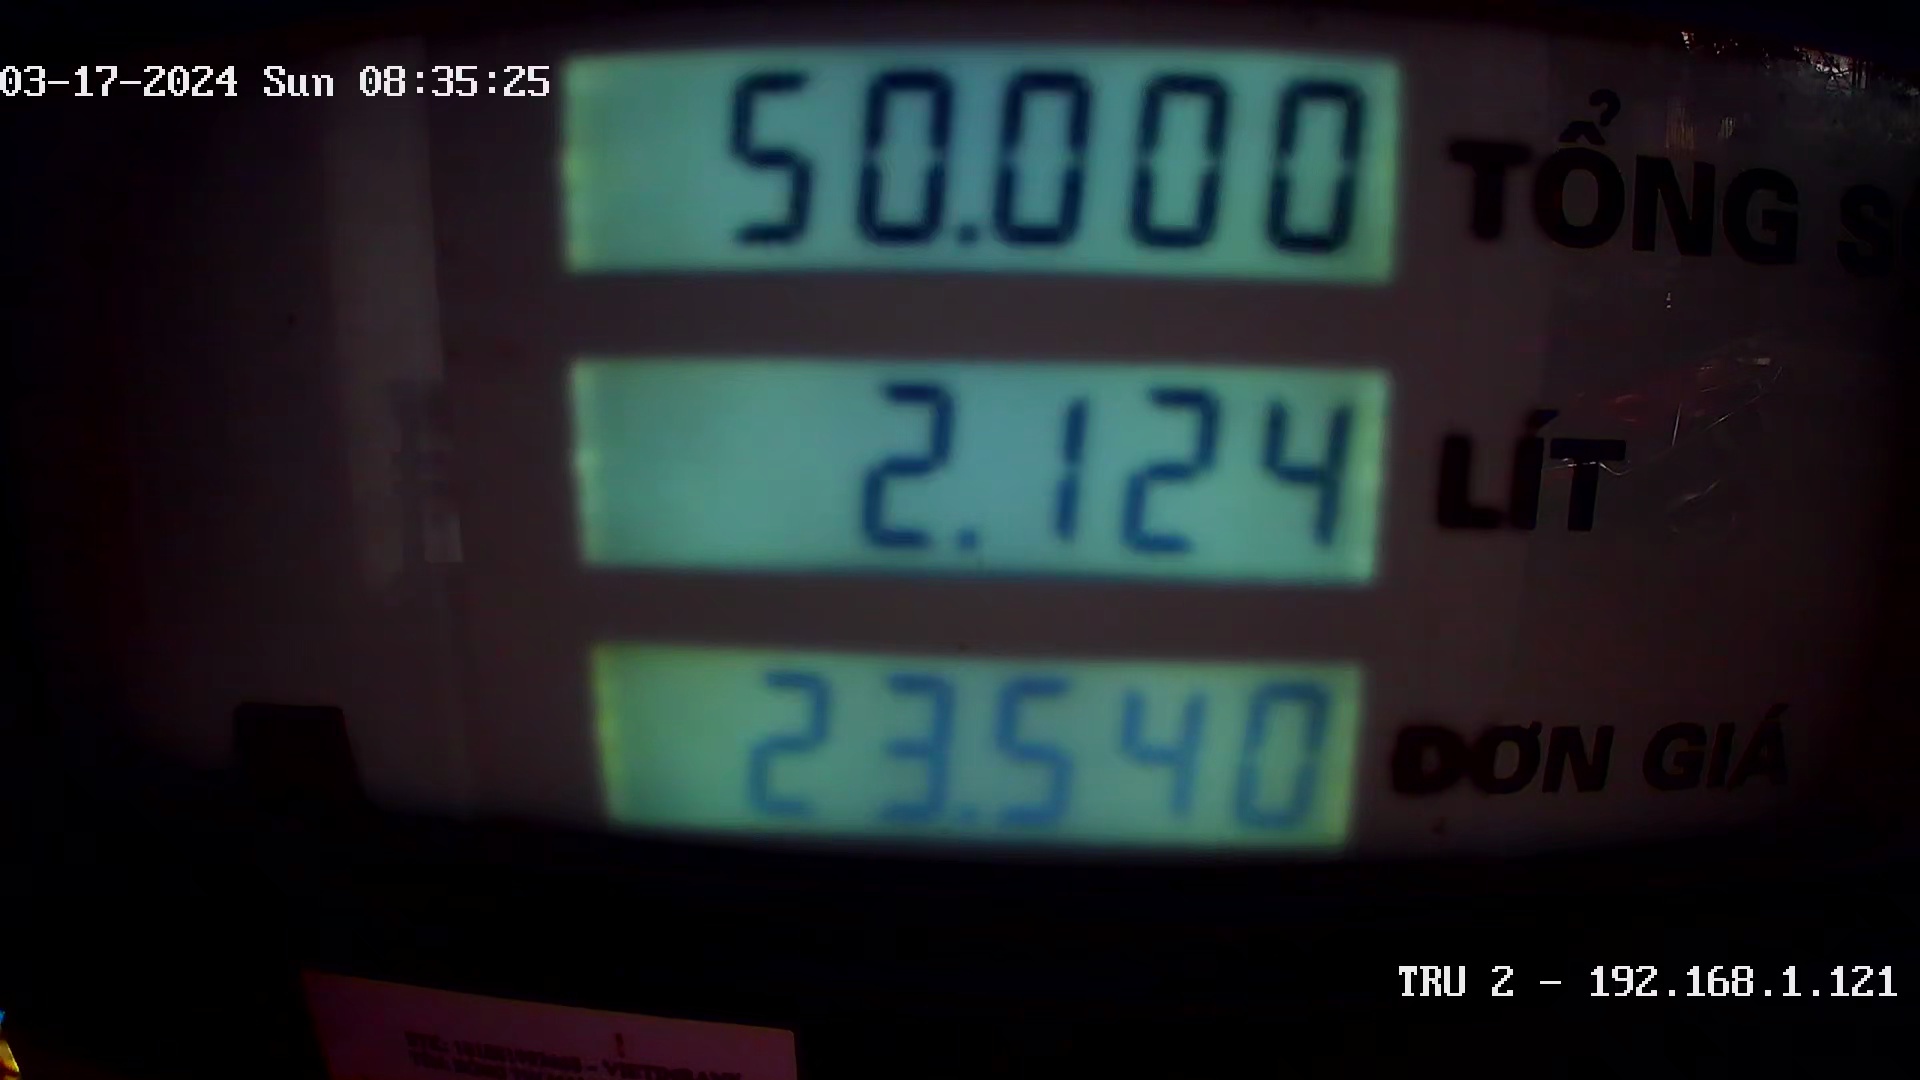 03-17-2024 Sun 08:35:25
50.000 TỔNG S
2.124 LÍT
23.540 ĐƠN GIÁ
TRU 2 - 192.168.1.121
VIETINBANK